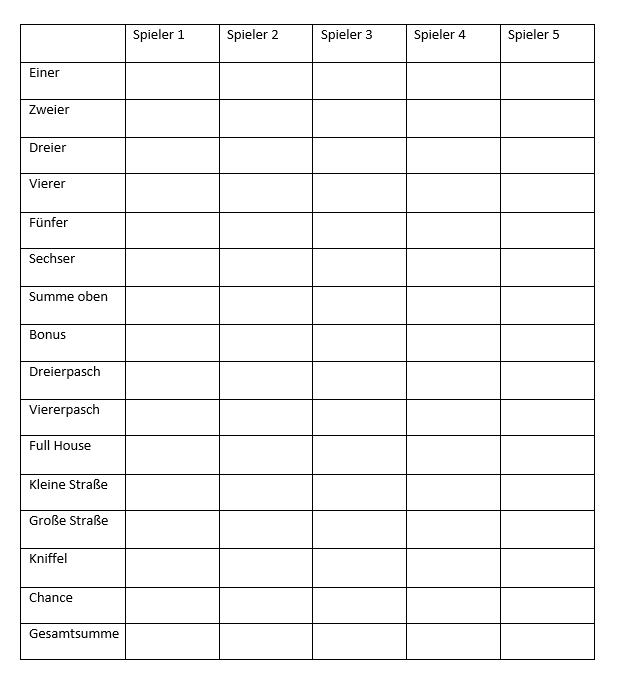 Spieler 1 Spieler 2 Spieler 3 Spieler 4 Spieler 5
Einer
Zweier
Dreier
Vierer
Fünfer
Sechser
Summe oben
Bonus
Dreierpasch
Viererpasch
Full House
Kleine Straße
Große Straße
Kniffel
Chance
Gesamtsumme